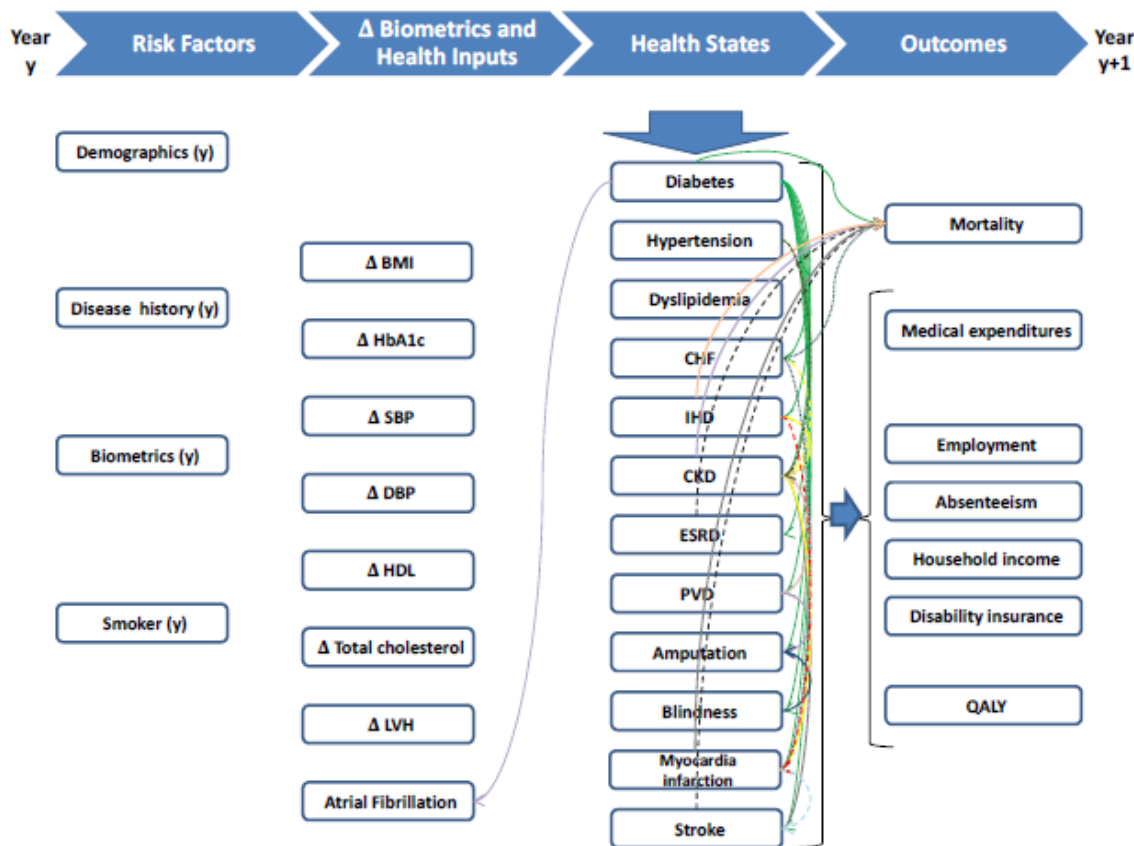 Year
y
Risk Factors
Δ Biometrics and
Health Inputs
Health States
Outcomes
Year
y+1
Demographics (y)
Disease history (y)
Biometrics (y)
Smoker (y)
Δ BMI
Δ HbA1c
Δ SBP
Δ DBP
Δ HDL
Δ Total cholesterol
Δ LVH
Atrial Fibrillation
Diabetes
Hypertension
Dyslipidemia
CHF
IHD
CKD
ESRD
PVD
Amputation
Blindness
Myocardia
infarction
Stroke
Mortality
Medical expenditures
Employment
Absenteeism
Household income
Disability insurance
QALY